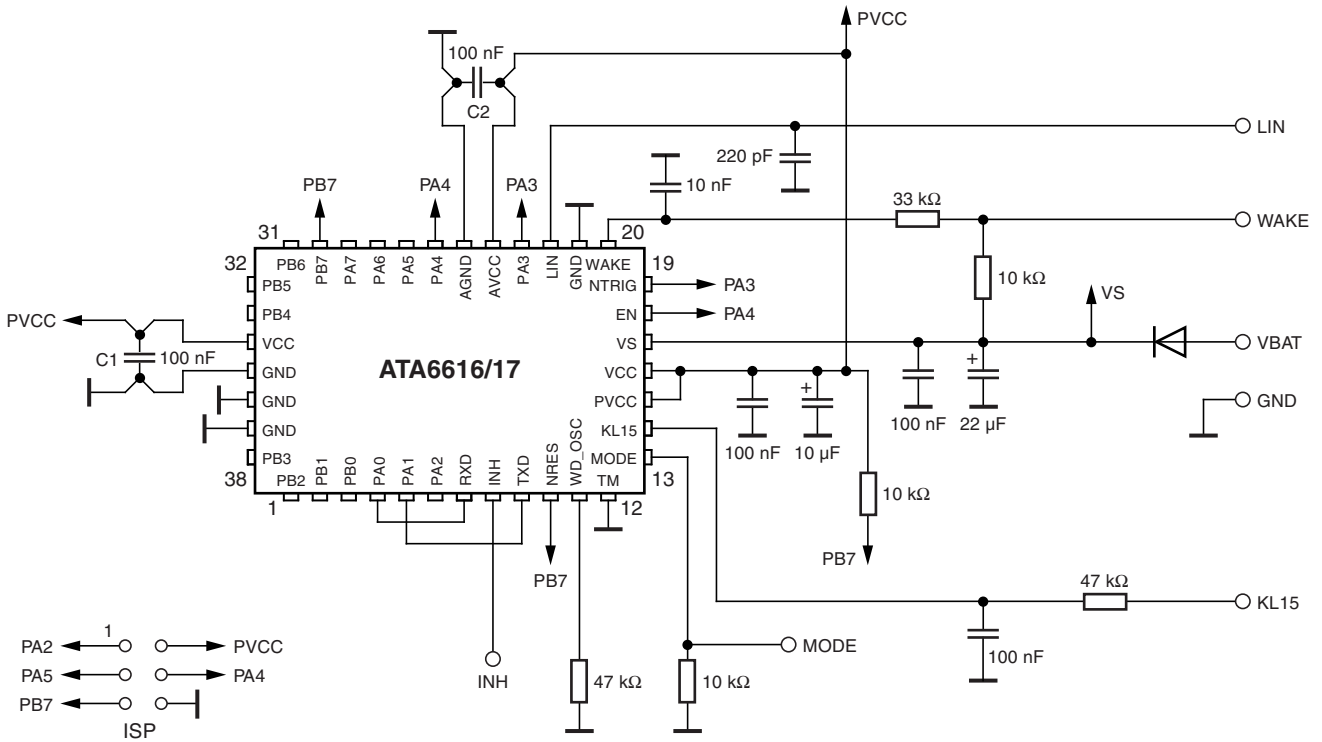 PVCC
100 nF
C2
LIN
220 pF
10 nF
PB7
PA4
PA3
33 kΩ
WAKE
31
20
32
PB6
PB7
PA7
PA6
PA5
PA4
AGND
AVCC
PA3
LIN
GND
WAKE
19
PB5
NTRIG
PA3
10 kΩ
PB4
EN
PA4
VS
PVCC
VCC
VS
VBAT
C1
100 nF
GND
ATA6616/17
VCC
+
+
GND
PVCC
GND
GND
KL15
100 nF
22 µF
100 nF
10 µF
PB3
MODE
38
PB2
PB1
PB0
PA0
PA1
PA2
RXD
INH
TXD
NRES
WD_OSC
TM
13
1
12
10 kΩ
PB7
PB7
47 kΩ
KL15
1
PA2
PVCC
MODE
100 nF
PA5
PA4
INH
47 kΩ
10 kΩ
PB7
ISP